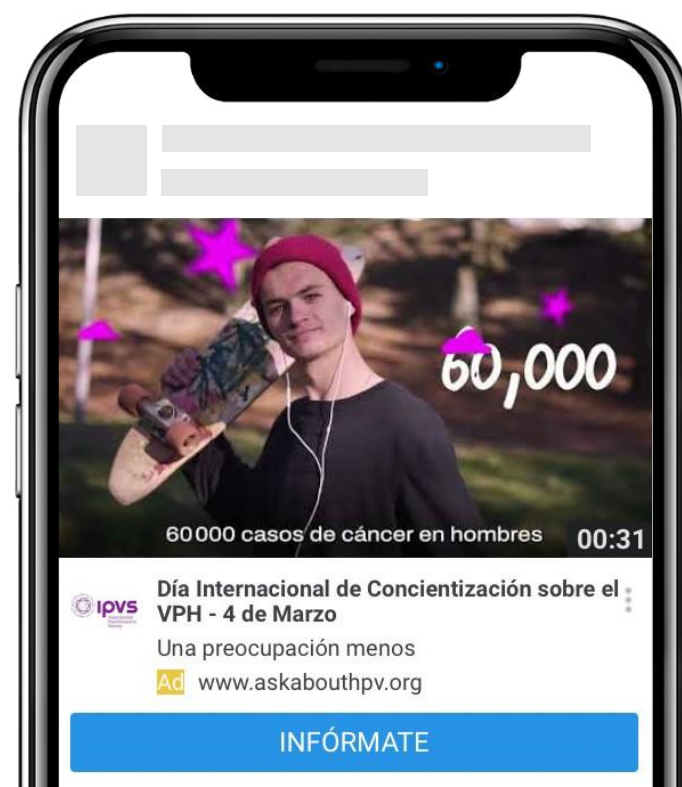 60,000
60 000 casos de cáncer en hombres
00:31
ipvs
Día Internacional de Concientización sobre el
VPH - 4 de Marzo
Una preocupación menos
Ad www.askabouthpv.org
INFÓRMATE